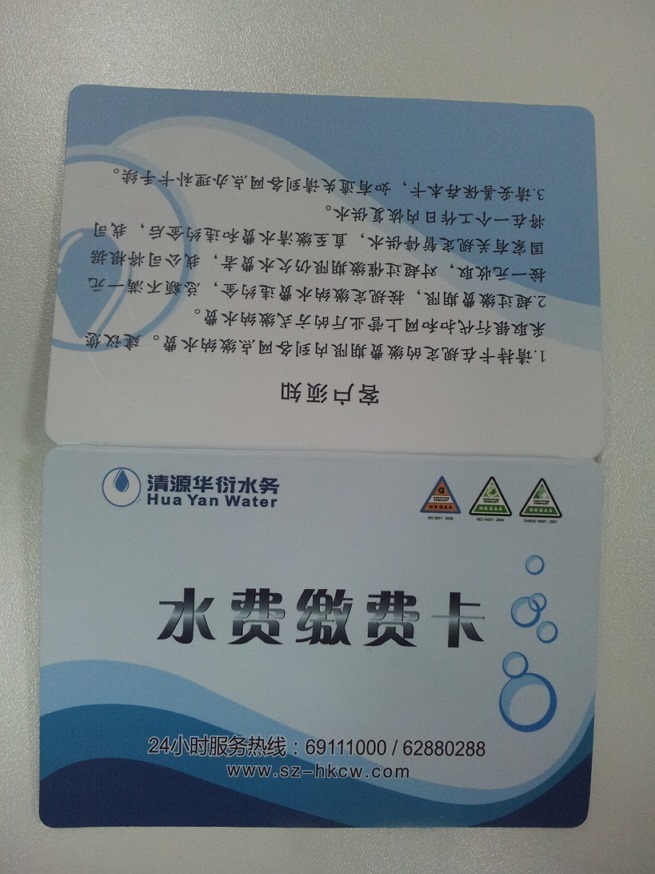 清源华衍水务
Hua Yan Water
HKQAA
HKQAA
HKQAA
水费缴费卡
24小时服务热线：69111000 / 62880288
www.sz-hkcw.com
客户须知
1.请持卡在规定的缴费期限内到各网点缴纳水费。建议您
采取银行代扣和网上营业厅的方式缴纳水费。
2.超过缴费期限，按规定缴纳水费违约金，总额不满一元
按一元收取，对超过催缴期限仍欠水费者，我公司将根据
国家有关规定暂停供水，直至缴清水费和违约金后，我司
将在一个工作日内恢复供水。
3.请妥善保存本卡，如有遗失请到各网点办理补卡手续。